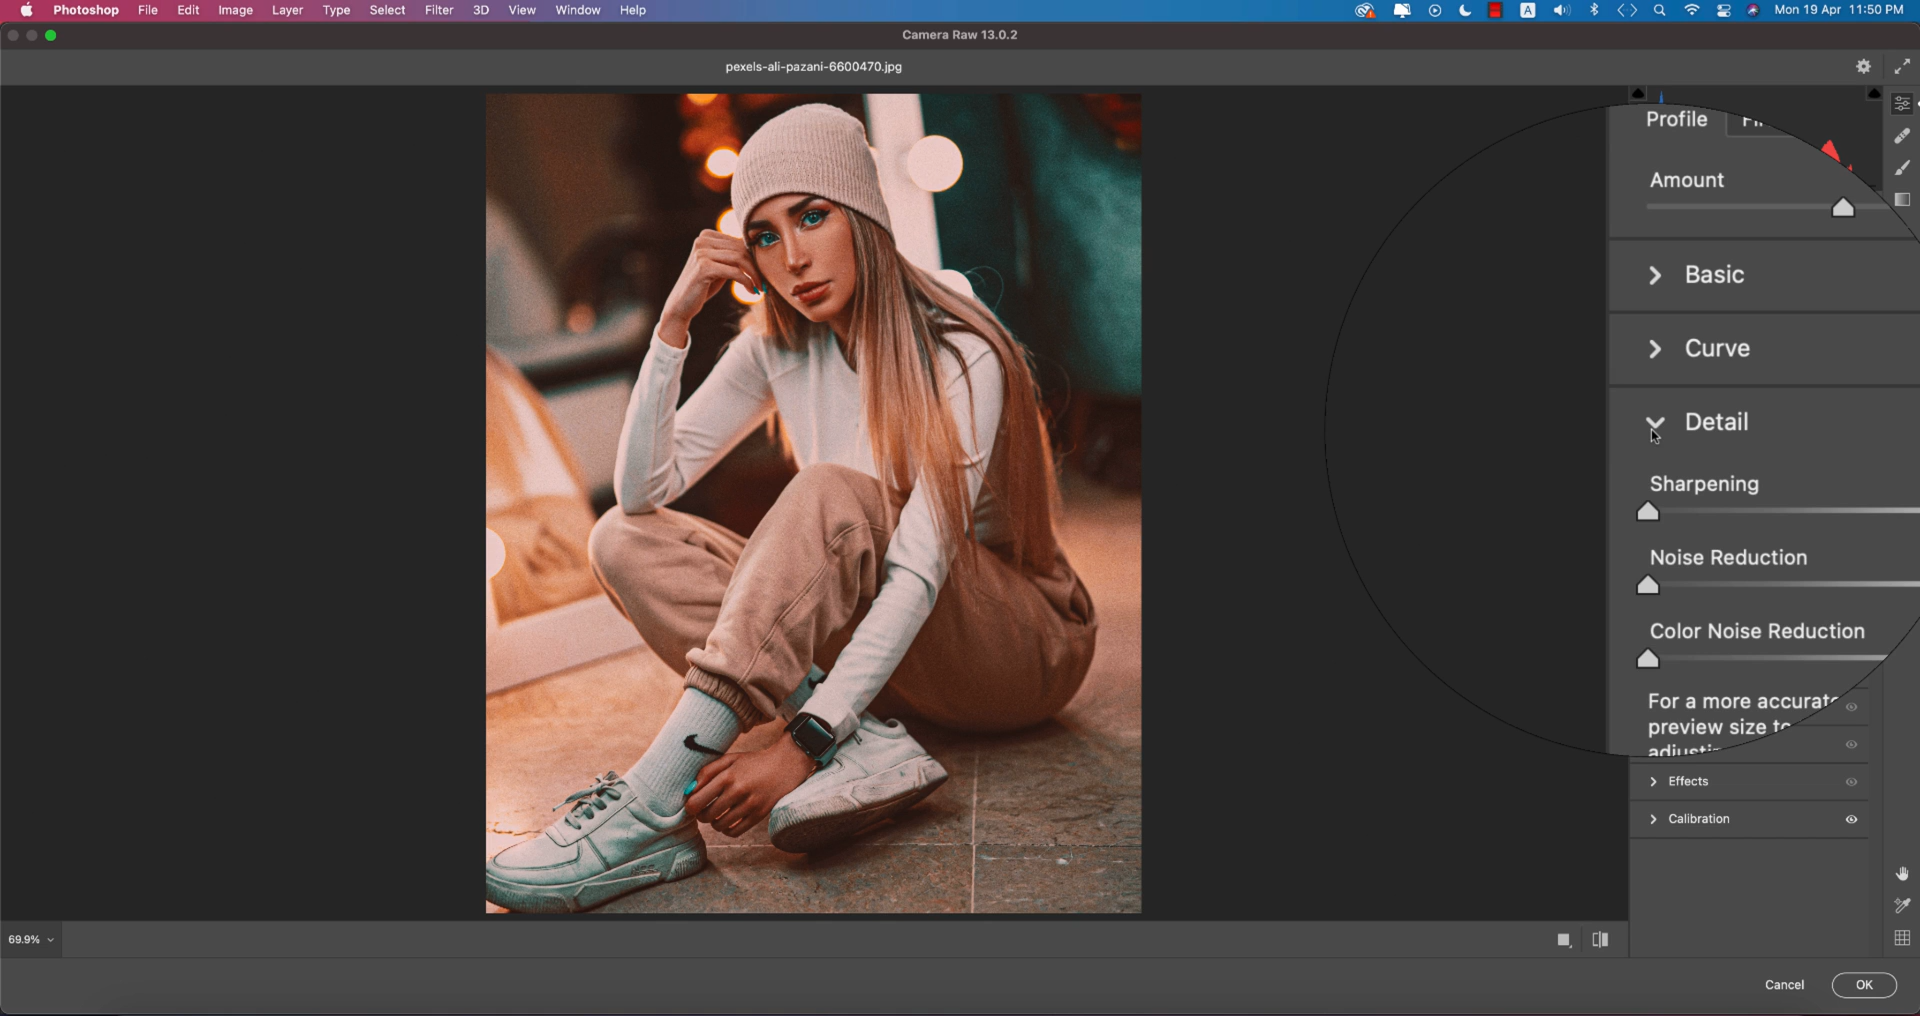 Photoshop File Edit Image Layer Type Select Filter 3D View Window Help A Mon 19 Apr 11:50 PM
Camera Raw 13.0.2
pexels-ali-pazani-6600470.jpg
Profile
Amount
Basic
Curve
Detail
Sharpening
Noise Reduction
Color Noise Reduction
For a more accurate
preview size to
Effects
Calibration
69.9%
Cancel OK